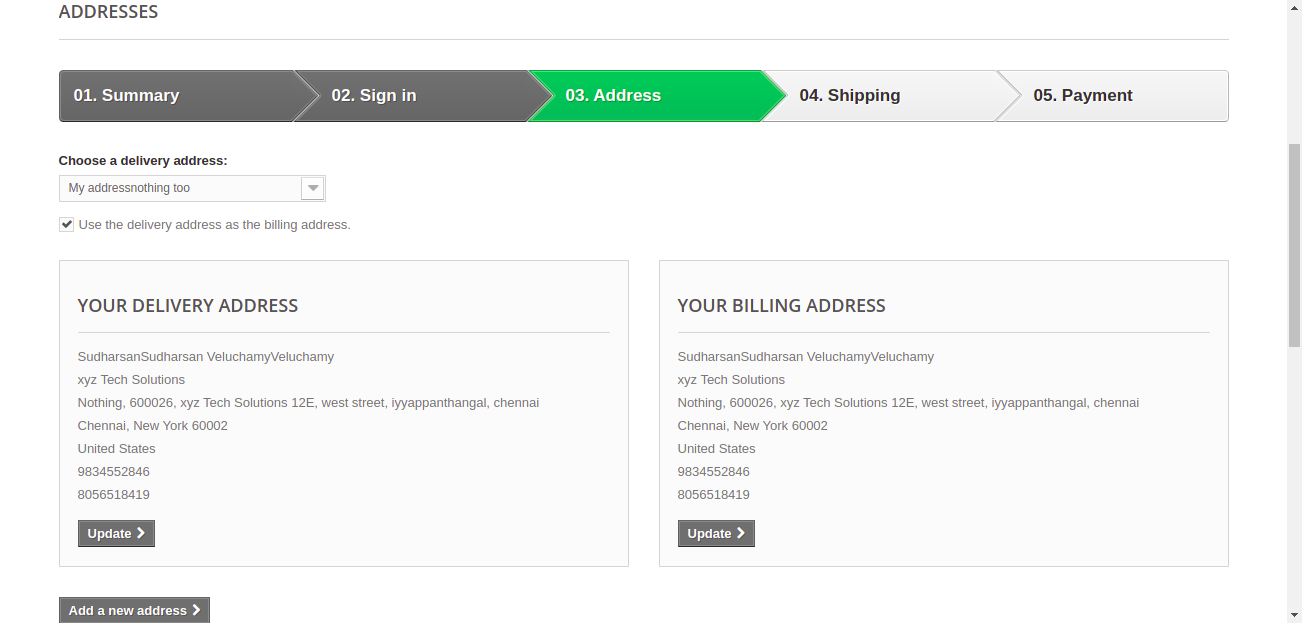 ADDRESSES
01. Summary 02. Sign in 03. Address 04. Shipping 05. Payment
Choose a delivery address:
My addressnothing too
Use the delivery address as the billing address.
YOUR DELIVERY ADDRESS
SudharsanSudharsan VeluchamyVeluchamy
xyz Tech Solutions
Nothing, 600026, xyz Tech Solutions 12E, west street, iyyappanthangal, chennai
Chennai, New York 60002
United States
9834552846
8056518419
Update
YOUR BILLING ADDRESS
SudharsanSudharsan VeluchamyVeluchamy
xyz Tech Solutions
Nothing, 600026, xyz Tech Solutions 12E, west street, iyyappanthangal, chennai
Chennai, New York 60002
United States
9834552846
8056518419
Update
Add a new address